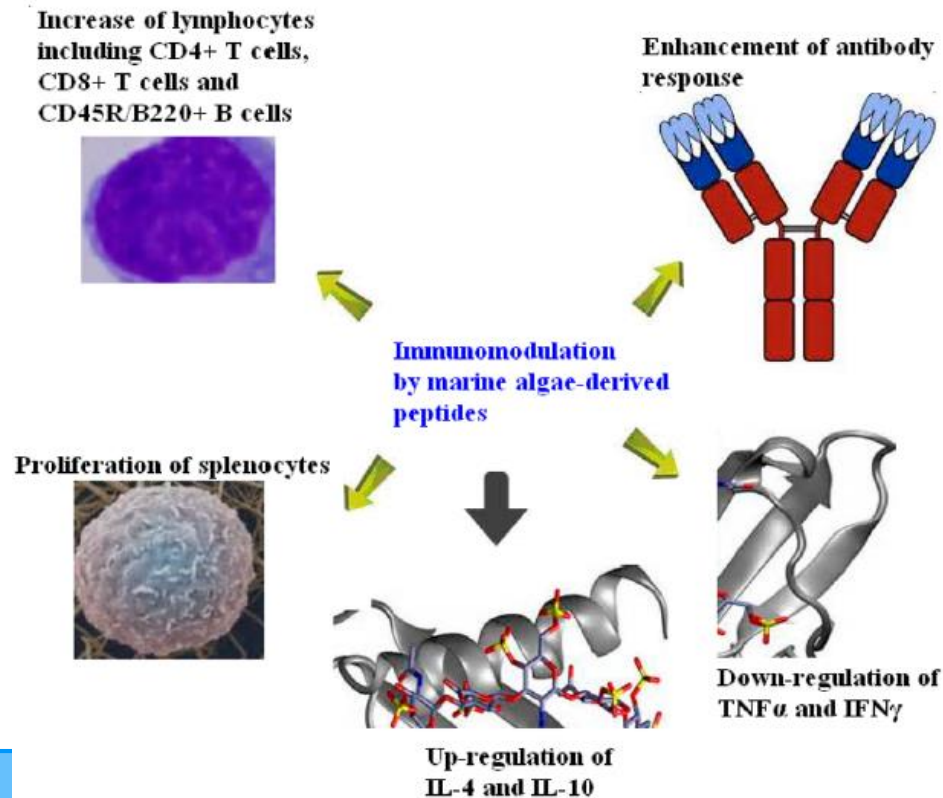 Increase of lymphocytes
including CD4+ T cells,
CD8+ T cells and
CD45R/B220+ B cells
Enhancement of antibody
response
Immunomodulation
by marine algae-derived
peptides
Proliferation of splenocytes
Down-regulation of
TNFα and IFNγ
Up-regulation of
IL-4 and IL-10